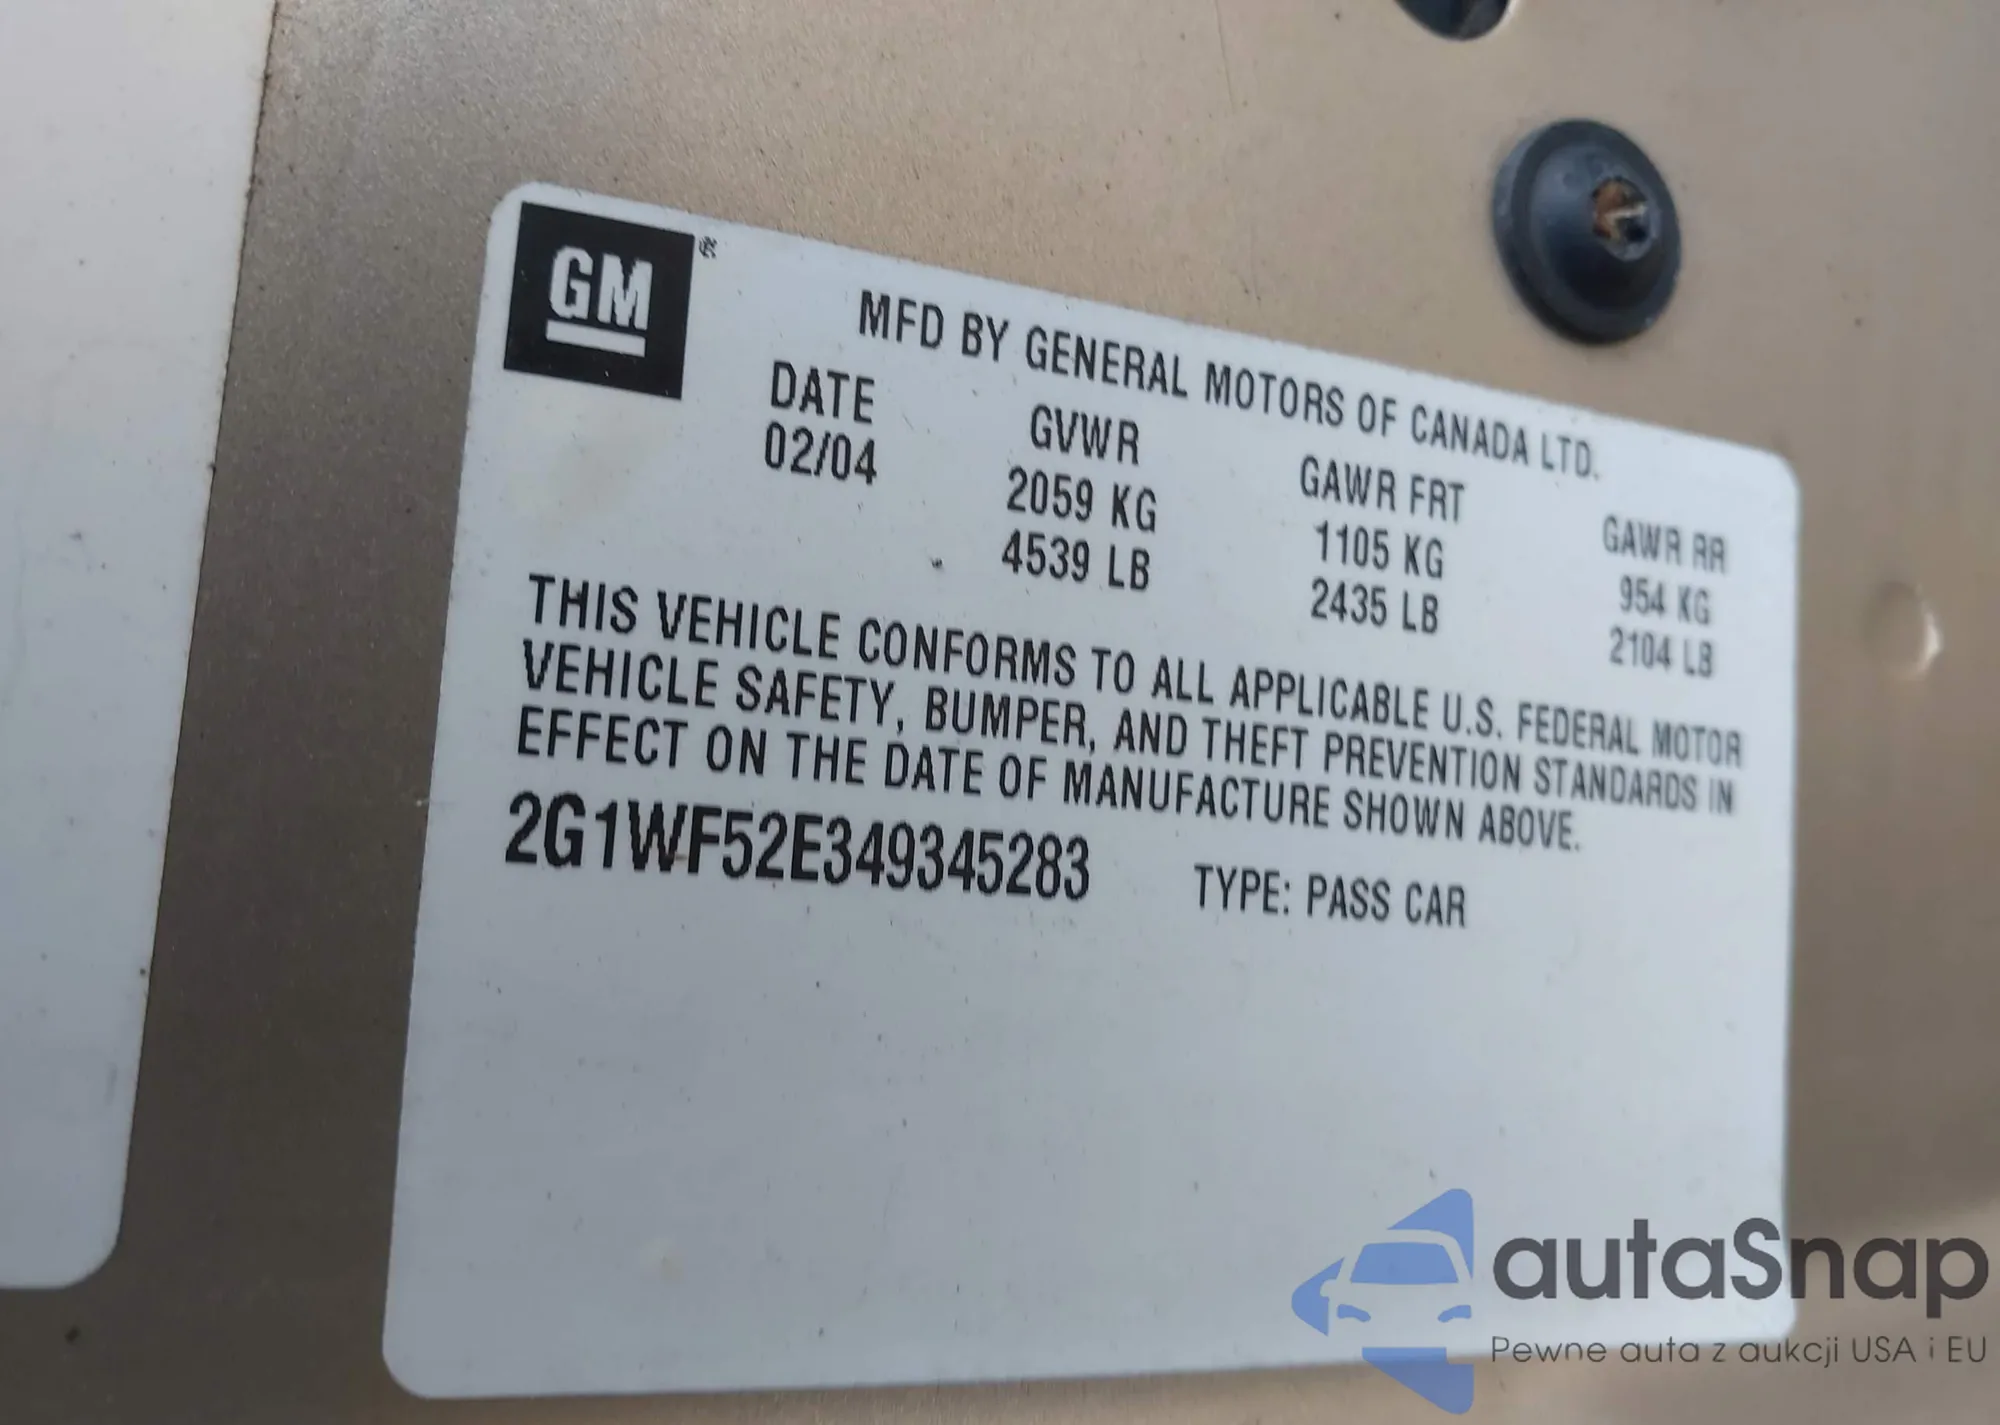 GM®
MFD BY GENERAL MOTORS OF CANADA LTD.
DATE GVWR GAWR FRT GAWR RR
02/04 2059 KG 1105 KG 954 KG
4539 LB 2435 LB 2104 LB
THIS VEHICLE CONFORMS TO ALL APPLICABLE U.S. FEDERAL MOTOR
VEHICLE SAFETY, BUMPER, AND THEFT PREVENTION STANDARDS IN
EFFECT ON THE DATE OF MANUFACTURE SHOWN ABOVE.
2G1WF52E349345283 TYPE: PASS CAR
autaSnap
Pewne auta z aukcji USA i EU